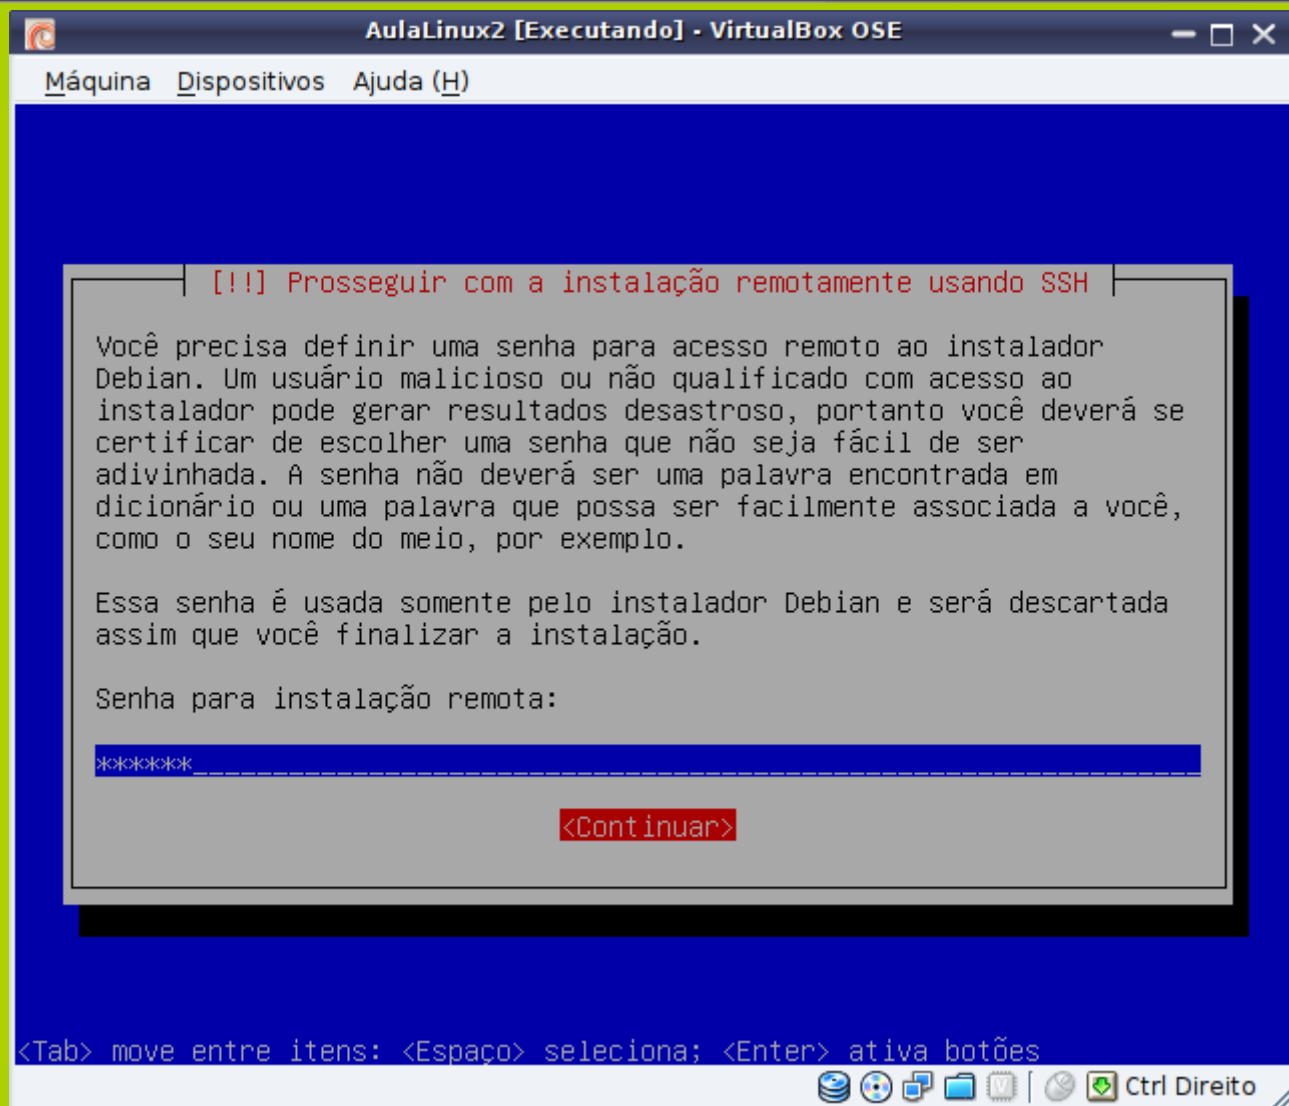 AulaLinux2 [Executando] - VirtualBox OSE
Máquina Dispositivos Ajuda (H)
[!!] Prosseguir com a instalação remotamente usando SSH
Você precisa definir uma senha para acesso remoto ao instalador
Debian. Um usuário malicioso ou não qualificado com acesso ao
instalador pode gerar resultados desastroso, portanto você deverá se
certificar de escolher uma senha que não seja fácil de ser
adivinhada. A senha não deverá ser uma palavra encontrada em
dicionário ou uma palavra que possa ser facilmente associada a você,
como o seu nome do meio, por exemplo.
Essa senha é usada somente pelo instalador Debian e será descartada
assim que você finalizar a instalação.
Senha para instalação remota:
******_______________________________________________________________
<Continuar>
<Tab> move entre itens: <Espaço> seleciona; <Enter> ativa botões
Ctrl Direito